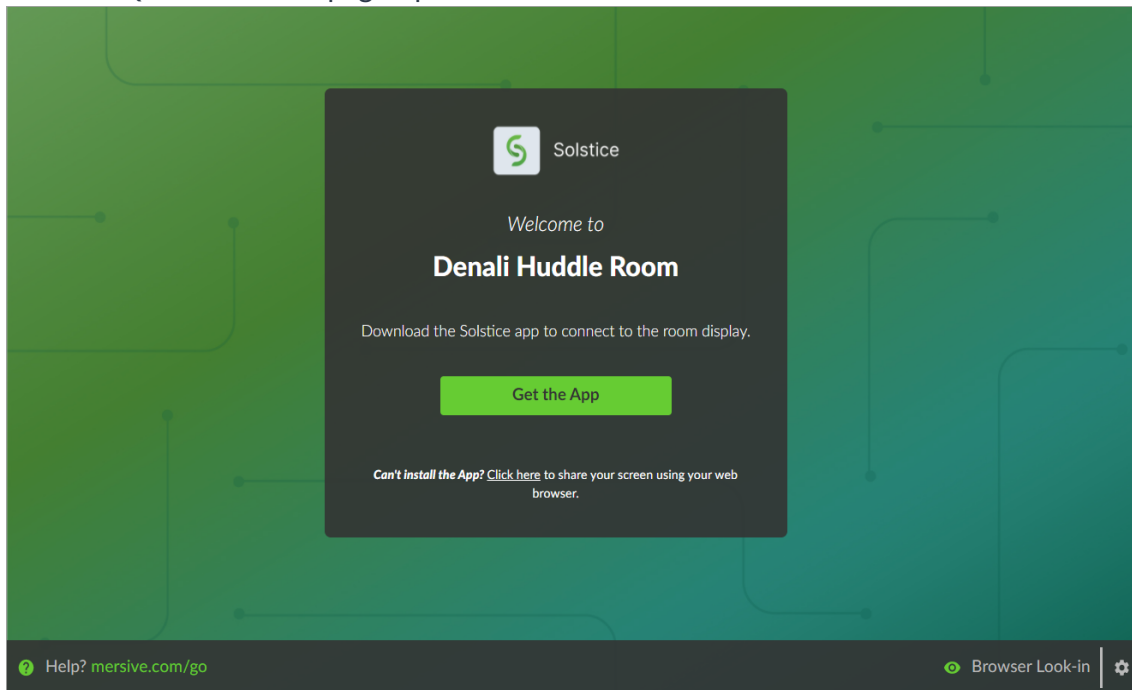 Solstice
Welcome to
Denali Huddle Room
Download the Solstice app to connect to the room display.
Get the App
Can't install the App? Click here to share your screen using your web
browser.
Help? mersive.com/go
Browser Look-in